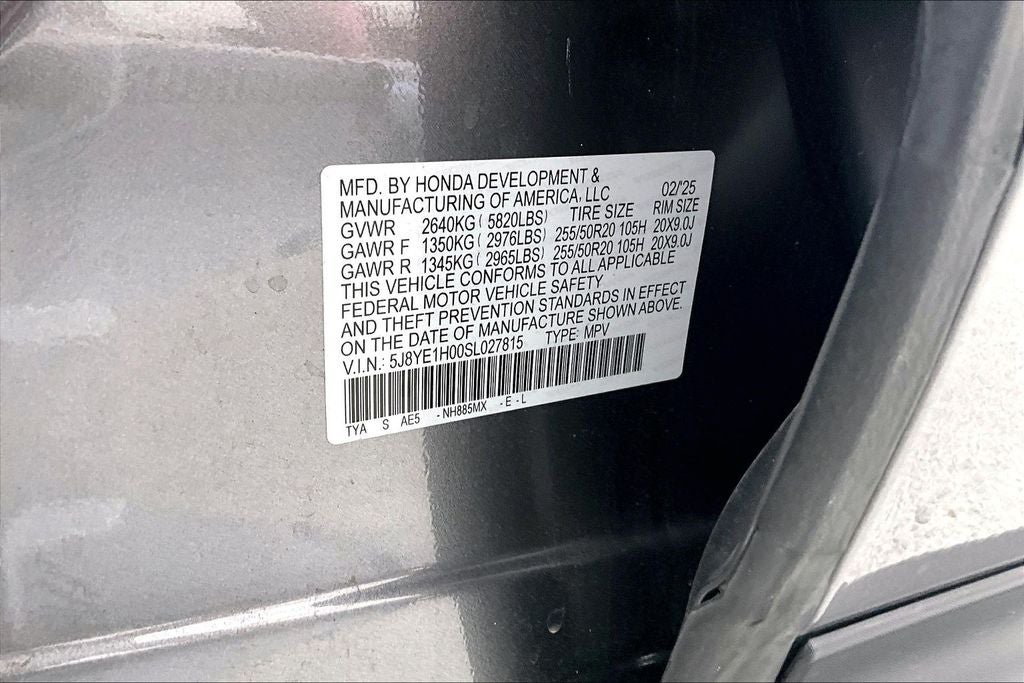 MFD. BY HONDA DEVELOPMENT &
MANUFACTURING OF AMERICA, LLC 02/'25
GVWR 2640KG ( 5820LBS) TIRE SIZE RIM SIZE
GAWR F 1350KG ( 2976LBS) 255/50R20 105H 20X9.0J
GAWR R 1345KG ( 2965LBS) 255/50R20 105H 20X9.0J
THIS VEHICLE CONFORMS TO ALL APPLICABLE
FEDERAL MOTOR VEHICLE SAFETY
AND THEFT PREVENTION STANDARDS IN EFFECT
ON THE DATE OF MANUFACTURE SHOWN ABOVE.
V.I.N.: 5J8YE1H00SL027815 TYPE: MPV
TYA S AE5 - NH885MX - E - L